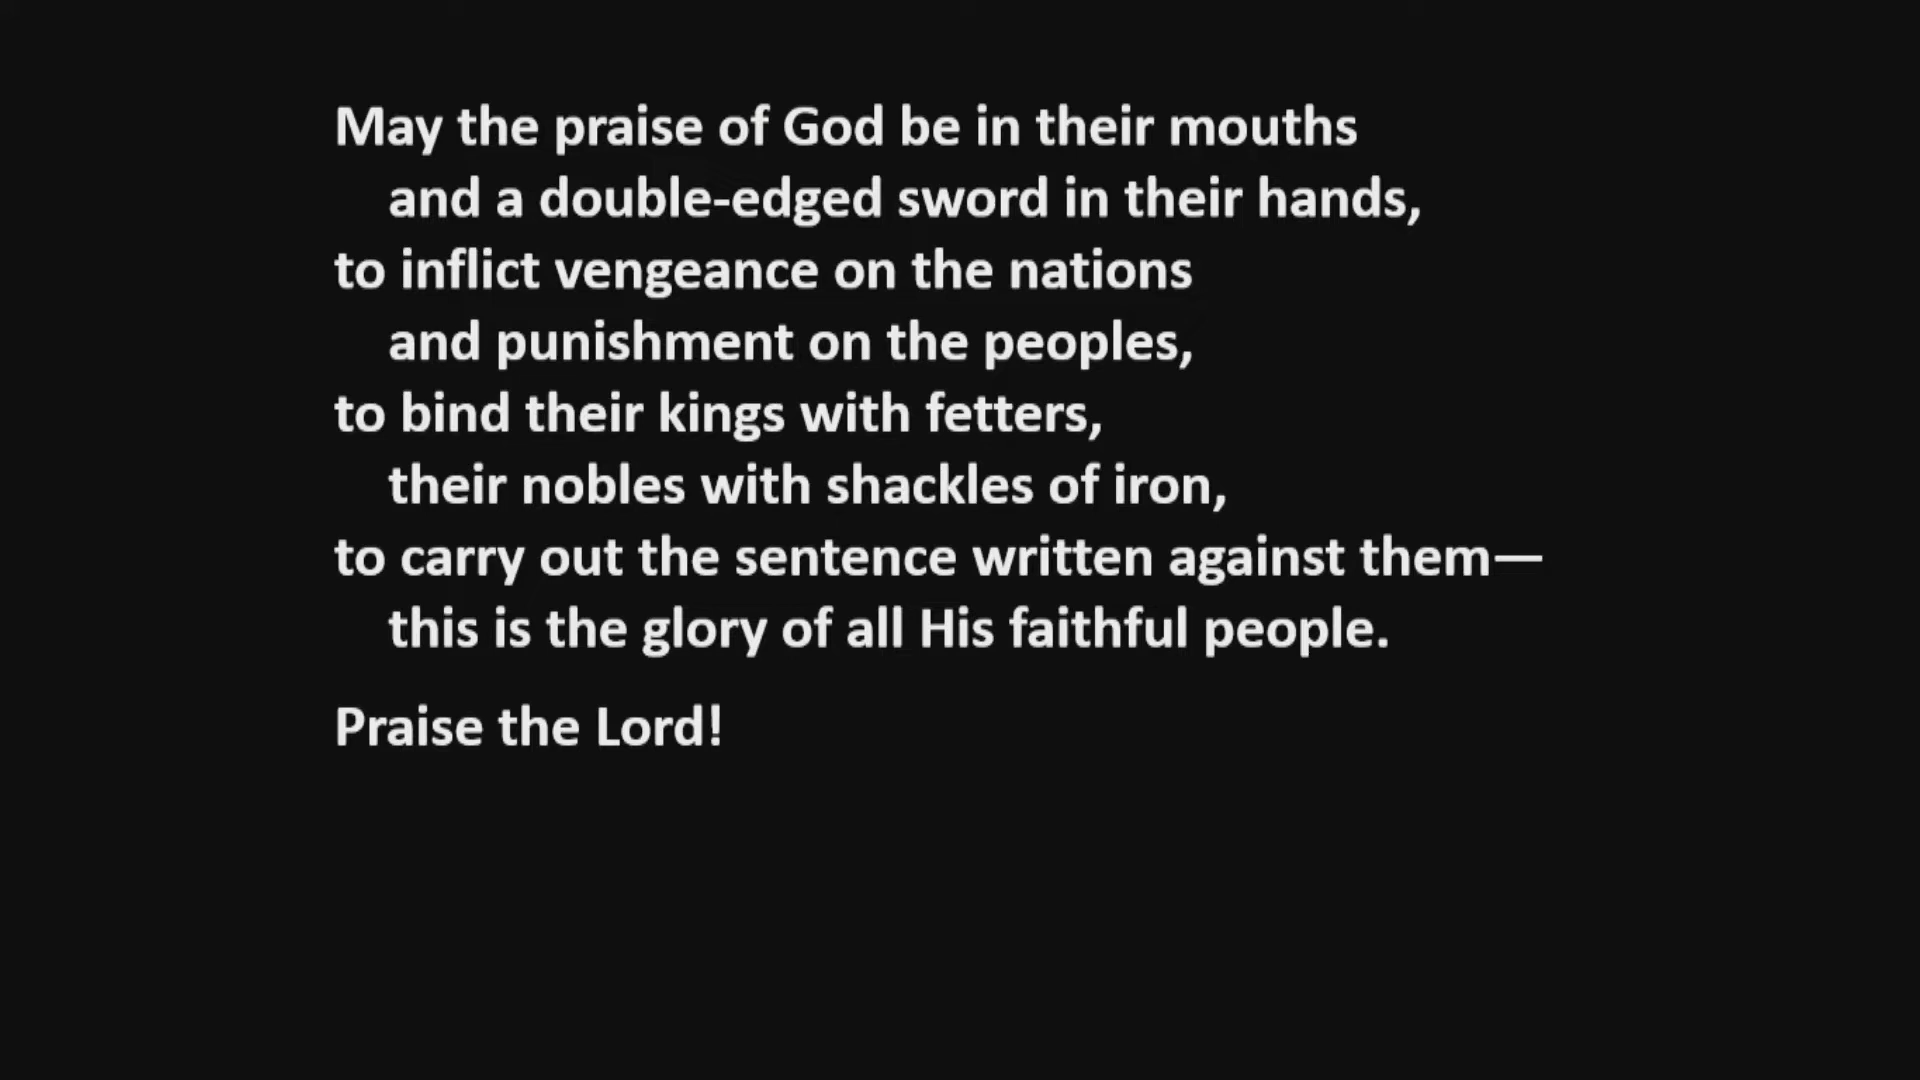 May the praise of God be in their mouths
and a double-edged sword in their hands,
to inflict vengeance on the nations
and punishment on the peoples,
to bind their kings with fetters,
their nobles with shackles of iron,
to carry out the sentence written against them—
this is the glory of all His faithful people.
Praise the Lord!